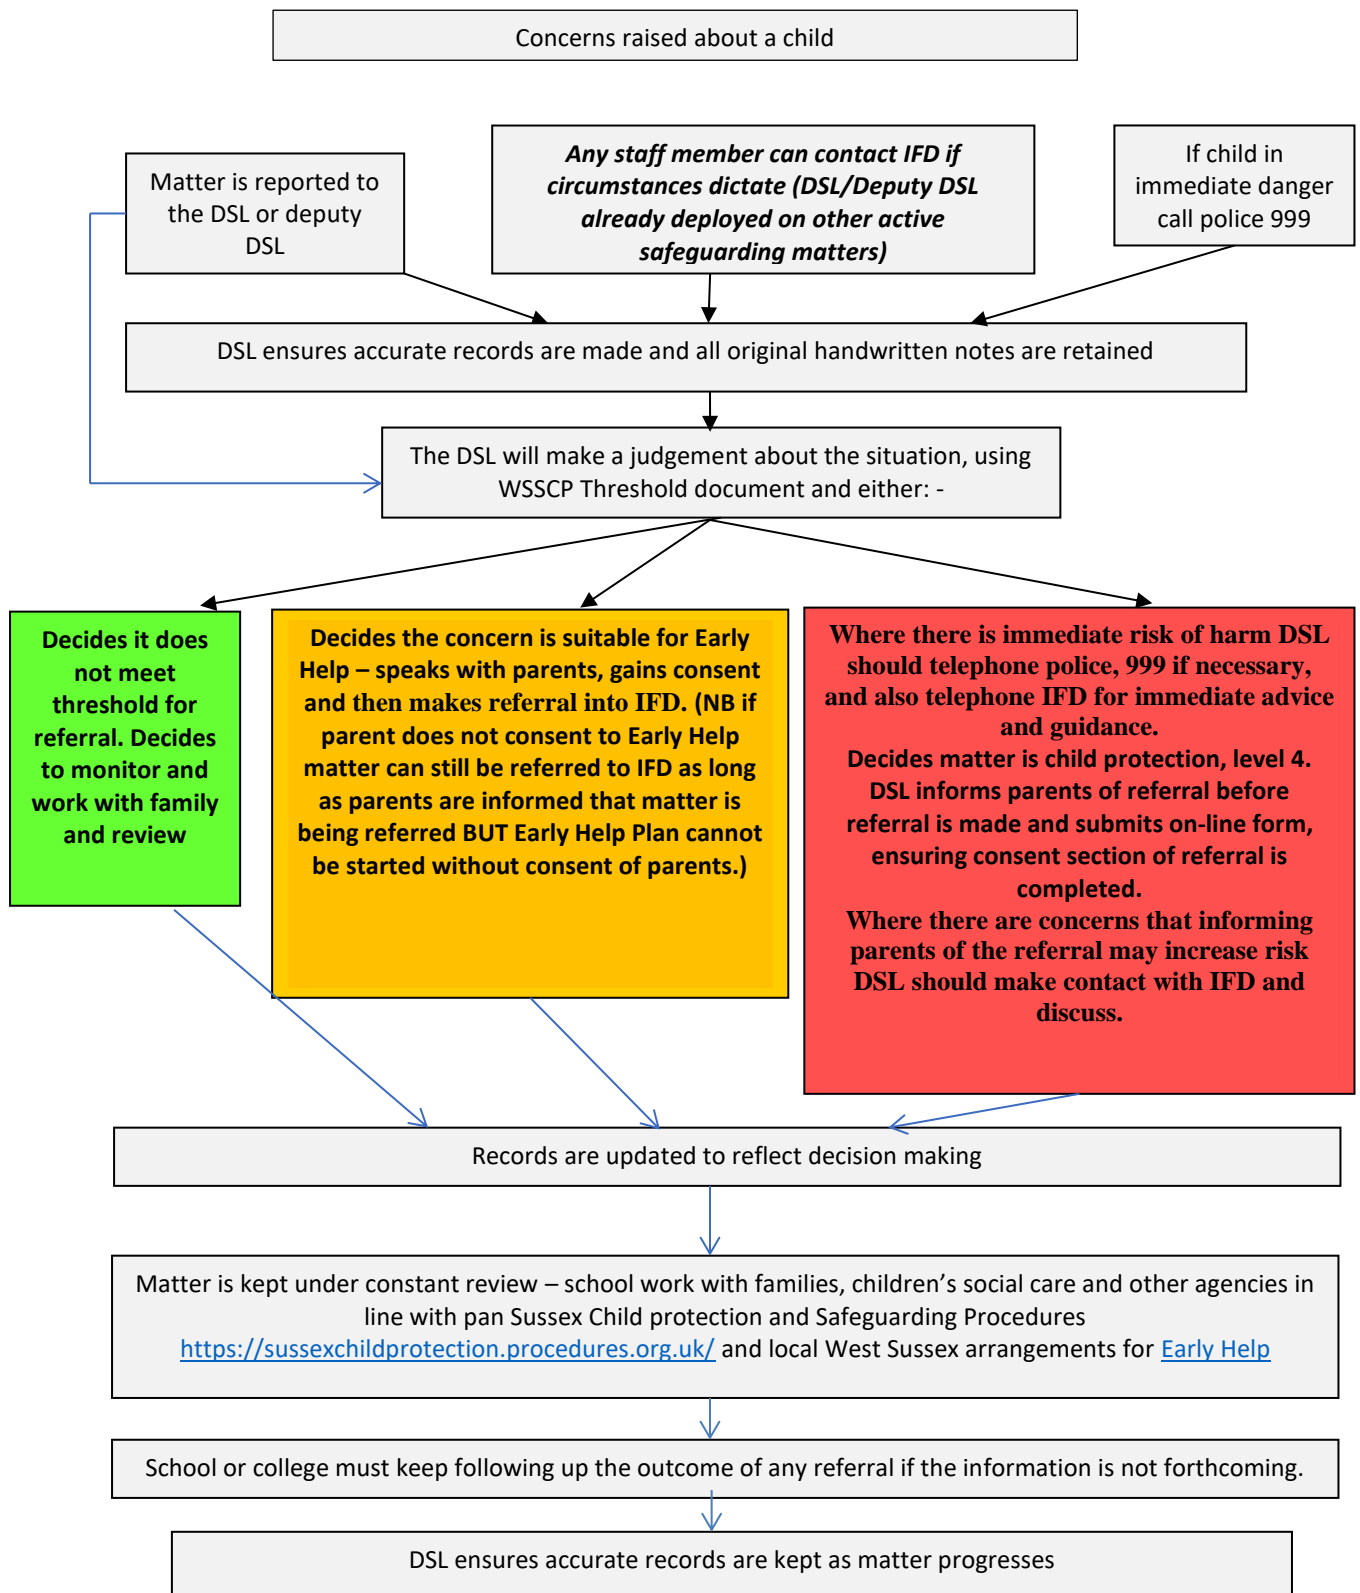 Concerns raised about a child
Matter is reported to
the DSL or deputy
DSL
Any staff member can contact IFD if
circumstances dictate (DSL/Deputy DSL
already deployed on other active
safeguarding matters)
If child in
immediate danger
call police 999
DSL ensures accurate records are made and all original handwritten notes are retained
The DSL will make a judgement about the situation, using
WSSCP Threshold document and either: -
Decides it does
not meet
threshold for
referral. Decides
to monitor and
work with family
and review
Decides the concern is suitable for Early
Help – speaks with parents, gains consent
and then makes referral into IFD. (NB if
parent does not consent to Early Help
matter can still be referred to IFD as long
as parents are informed that matter is
being referred BUT Early Help Plan cannot
be started without consent of parents.)
Where there is immediate risk of harm DSL
should telephone police, 999 if necessary,
and also telephone IFD for immediate advice
and guidance.
Decides matter is child protection, level 4.
DSL informs parents of referral before
referral is made and submits on-line form,
ensuring consent section of referral is
completed.
Where there are concerns that informing
parents of the referral may increase risk
DSL should make contact with IFD and
discuss.
Records are updated to reflect decision making
Matter is kept under constant review – school work with families, children’s social care and other agencies in
line with pan Sussex Child protection and Safeguarding Procedures
https://sussexchildprotection.procedures.org.uk/ and local West Sussex arrangements for Early Help
School or college must keep following up the outcome of any referral if the information is not forthcoming.
DSL ensures accurate records are kept as matter progresses